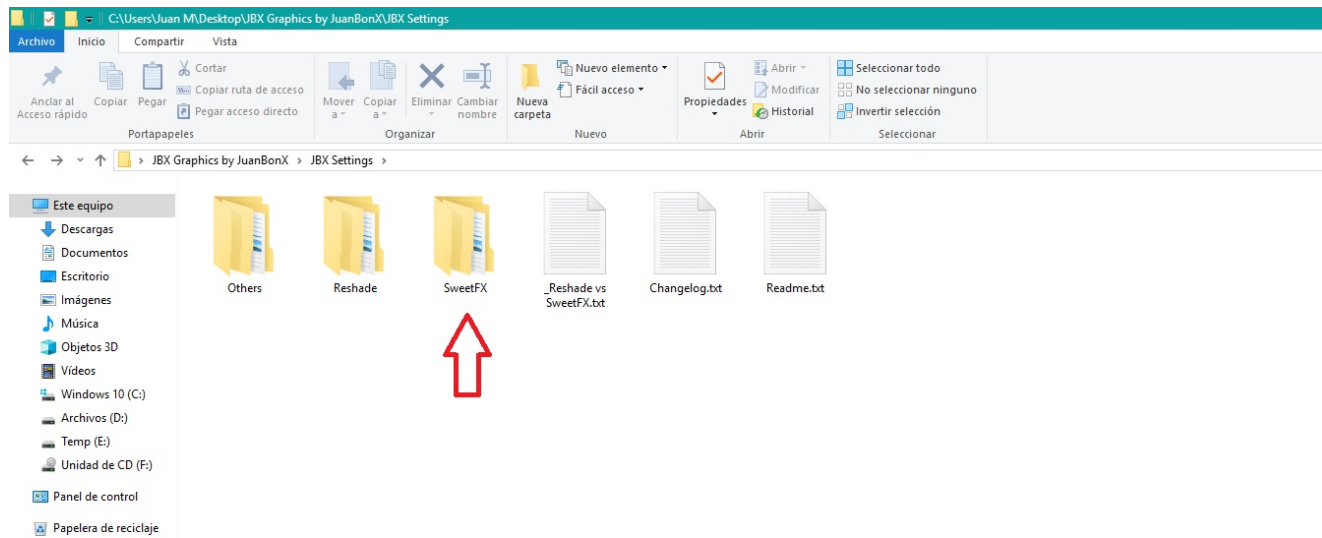 C:\Users\Juan M\Desktop\JBX Graphics by JuanBonX\JBX Settings
Archivo Inicio Compartir Vista
Anclar al
Acceso rápido
Copiar
Pegar
Cortar
Copiar ruta de acceso
Pegar acceso directo
Portapapeles
Mover
a
Copiar
a
Eliminar
Cambiar
nombre
Organizar
Nueva
carpeta
Nuevo elemento
Fácil acceso
Nuevo
Propiedades
Abrir
Modificar
Historial
Abrir
Seleccionar todo
No seleccionar ninguno
Invertir selección
Seleccionar
JBX Graphics by JuanBonX JBX Settings
Este equipo
Descargas
Documentos
Escritorio
Imágenes
Música
Objetos 3D
Vídeos
Windows 10 (C:)
Archivos (D:)
Temp (E:)
Unidad de CD (F:)
Panel de control
Papelera de reciclaje
Others
Reshade
SweetFX
_Reshade vs
SweetFX.txt
Changelog.txt
Readme.txt